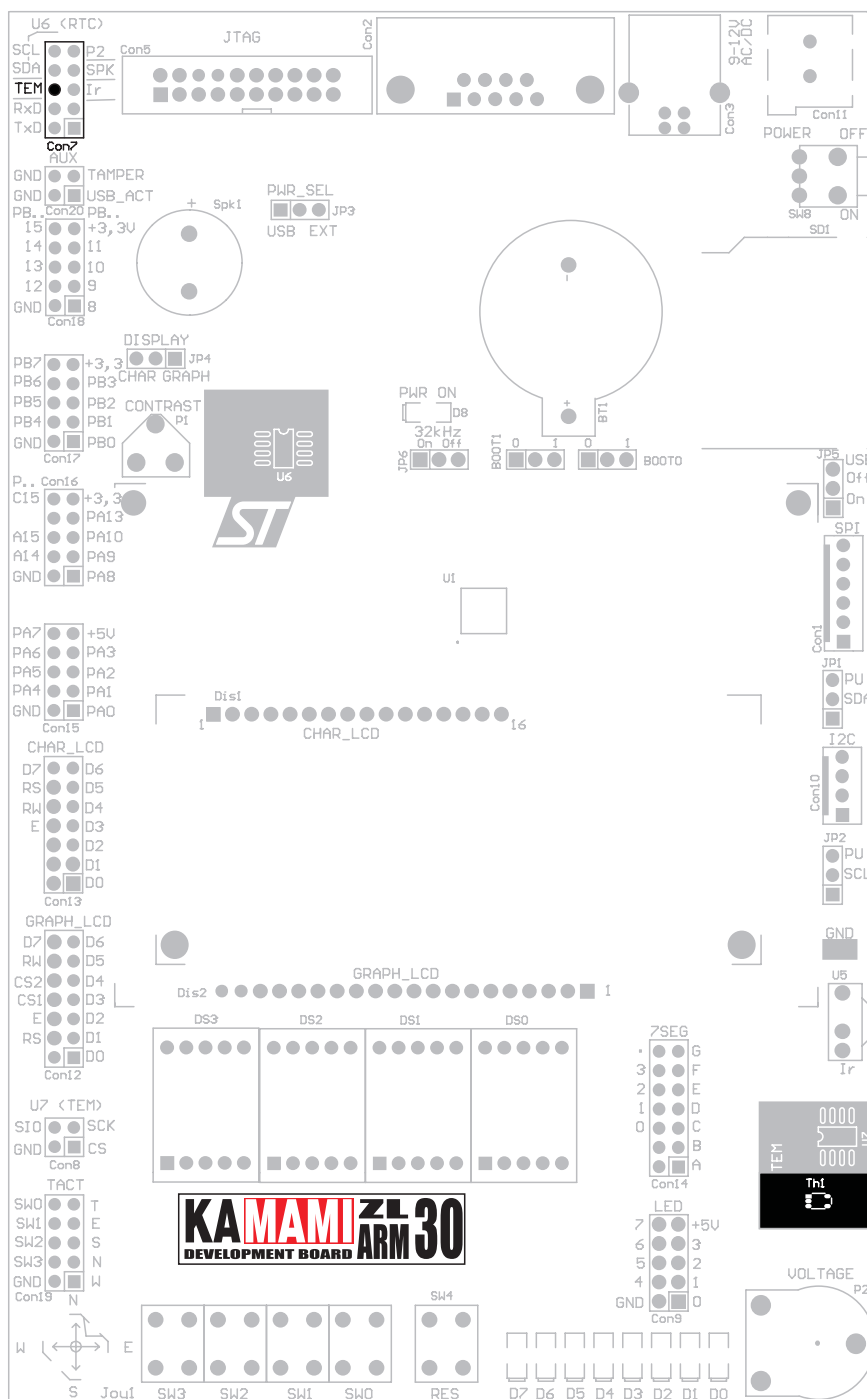 U6 (RTC)
SCL P2
SDA SPK
TEM Ir
RxD
TxD
Con7
JTAG
Con5
Con2
Con3
9-12V
AC/DC
Con11
POWER OFF
SW8 ON
SD1
AUX
GND TAMPER
GND USB_ACT
Con20
PB.. PB..
15 +3,3V
14 11
13 10
12 9
GND 8
Con18
+ Spk1
PWR_SEL
JP3
USB EXT
-
+
BT1
DISPLAY
JP4
CHAR GRAPH
PB7 +3,3
PB6 PB3
PB5 PB2
PB4 PB1
GND PB0
Con17
CONTRAST
P1
U6
ST
PWR ON
D8
32kHz
On Off
JP6
BOOT1
0 1
0 1
BOOT0
JP5
Off
On
P.. Con16
C15 +3,3
PA13
A15 PA10
A14 PA9
GND PA8
U1
SPI
Con1
PA7 +5V
PA6 PA3
PA5 PA2
PA4 PA1
GND PA0
Con15
JP1
PU
SDA
Dis1
1 16
CHAR_LCD
I2C
Con10
CHAR_LCD
D7 D6
RS D5
RW D4
E D3
D2
D1
D0
Con13
JP2
PU
SCL
GND
GRAPH_LCD
D7 D6
RW D5
CS2 D4
CS1 D3
E D2
RS D1
D0
Con12
GRAPH_LCD
Dis2 1
U5
Ir
DS3 DS2 DS1 DS0
7SEG
. G
3 F
2 E
1 D
0 C
B
A
Con14
U7 (TEM)
SIO SCK
GND CS
Con8
TEM
U7
Th1
TACT
SW0 T
SW1 E
SW2 S
SW3 N
GND W
Con19
KAMAMI ZL
DEVELOPMENT BOARD ARM 30
LED
7 +5V
6 3
5 2
4 1
GND 0
Con9
VOLTAGE
P2
N
W E
S Joy1
SW3 SW2 SW1 SW0
SW4
RES
D7 D6 D5 D4 D3 D2 D1 D0